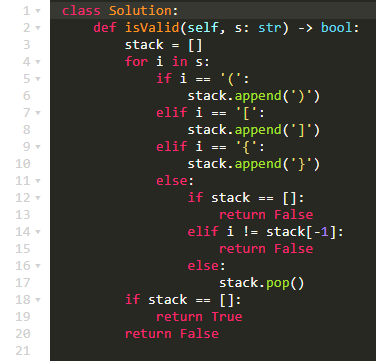 1 class Solution:
2     def isValid(self, s: str) -> bool:
3         stack = []
4         for i in s:
5             if i == '(':
6                 stack.append(')')
7             elif i == '[':
8                 stack.append(']')
9             elif i == '{':
10                 stack.append('}')
11             else:
12                 if stack == []:
13                     return False
14                 elif i != stack[-1]:
15                     return False
16                 else:
17                     stack.pop()
18         if stack == []:
19             return True
20         return False
21